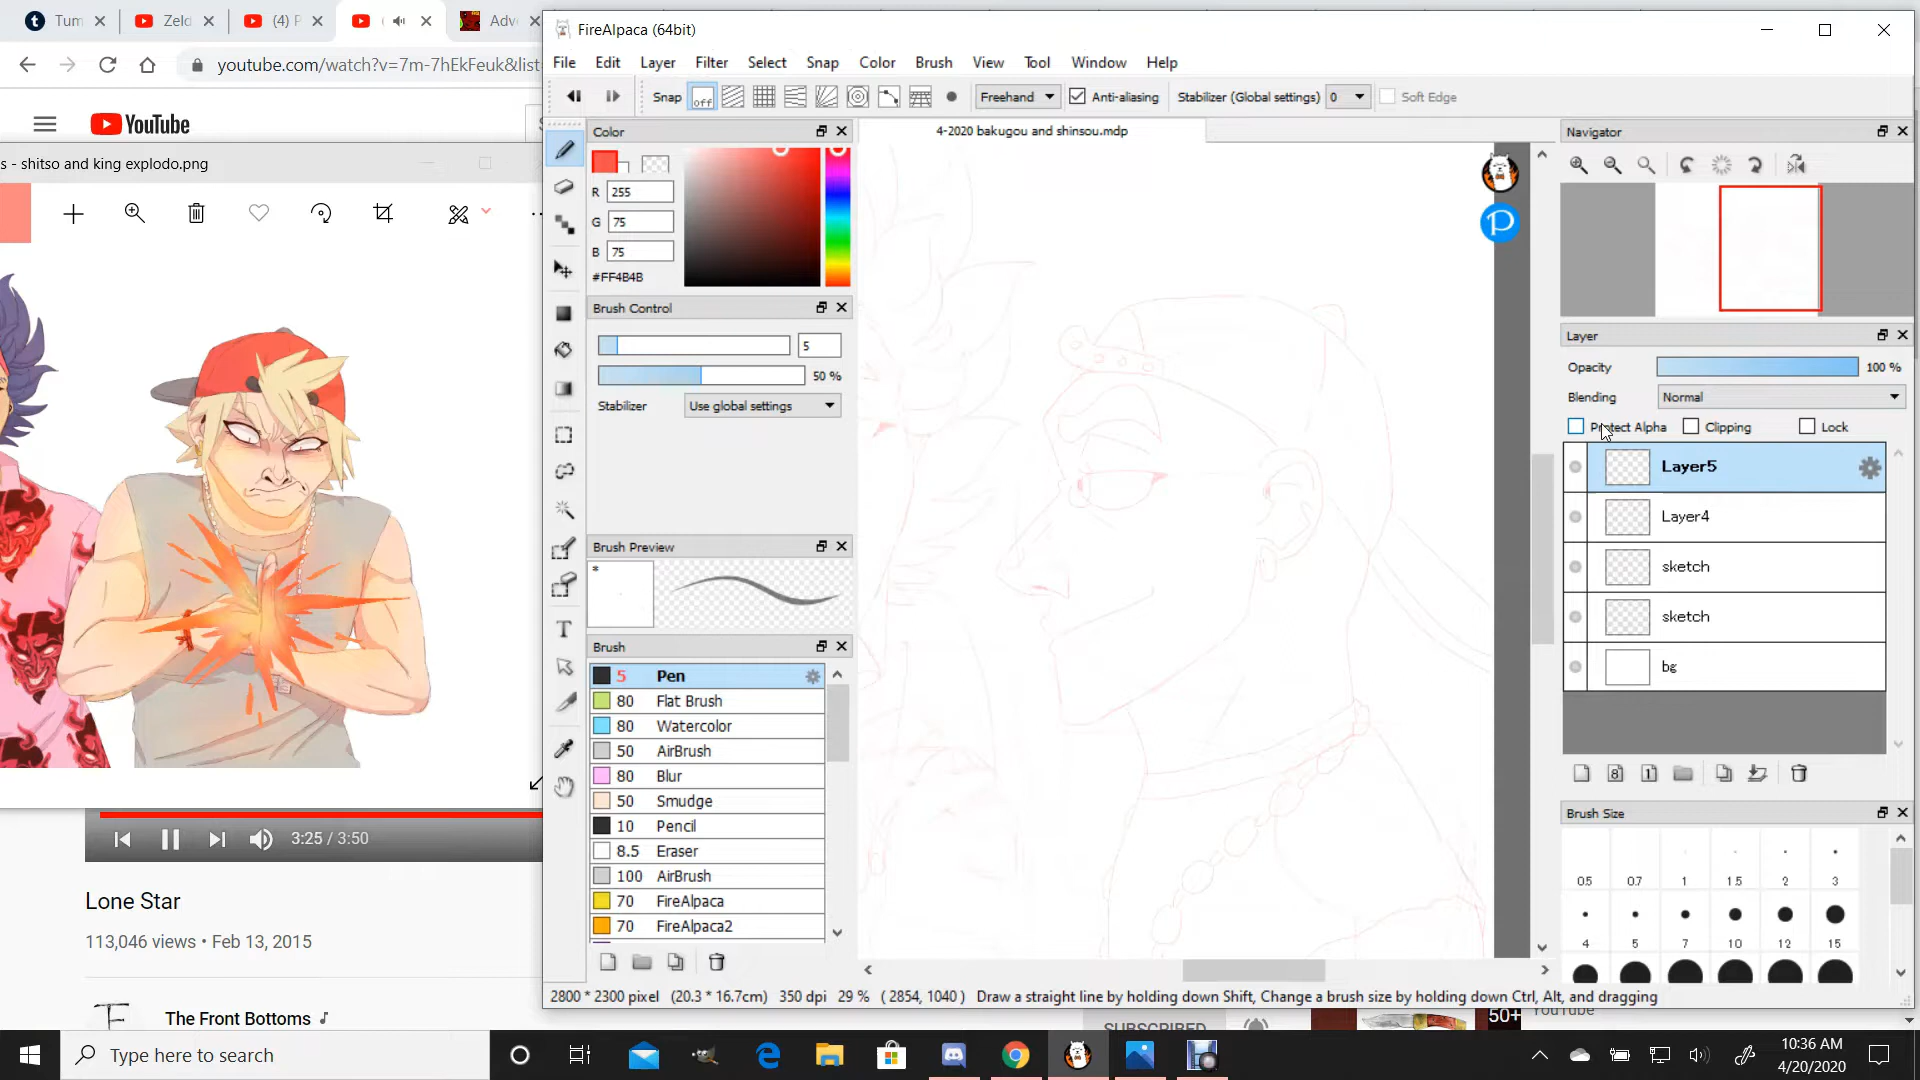 Tum
Zeld
(4) P
Adv
youtube.com/watch?v=7m-7hEkFeuk&list
YouTube
s - shitso and king explodo.png
3:25 / 3:50
Lone Star
113,046 views • Feb 13, 2015
The Front Bottoms ♪
SUBSCRIBED
50+
YouTube
FireAlpaca (64bit)
File Edit Layer Filter Select Snap Color Brush View Tool Window Help
Snap off Freehand Anti-aliasing Stabilizer (Global settings) 0 Soft Edge
Color
4-2020 bakugou and shinsou.mdp
R 255
G 75
B 75
#FF4B4B
Brush Control
5
50 %
Stabilizer Use global settings
Brush Preview
*
Brush
5 Pen
80 Flat Brush
80 Watercolor
50 AirBrush
80 Blur
50 Smudge
10 Pencil
8.5 Eraser
100 AirBrush
70 FireAlpaca
70 FireAlpaca2
Navigator
Layer
Opacity 100 %
Blending Normal
Protect Alpha Clipping Lock
Layer5
Layer4
sketch
sketch
bg
Brush Size
0.5 0.7 1 1.5 2 3
4 5 7 10 12 15
2800 * 2300 pixel (20.3 * 16.7cm) 350 dpi 29 % ( 2854, 1040 ) Draw a straight line by holding down Shift, Change a brush size by holding down Ctrl, Alt, and dragging
Type here to search
10:36 AM
4/20/2020